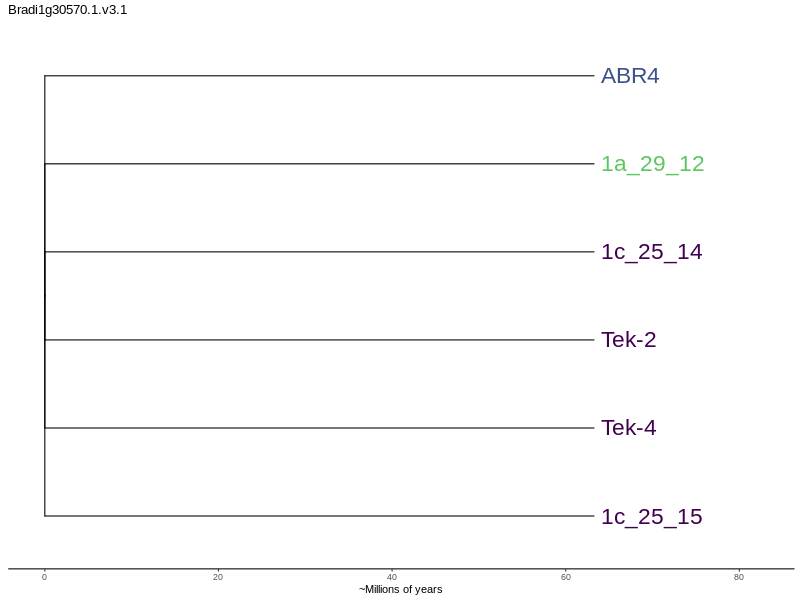 Bradi1g30570.1.v3.1
ABR4
1a_29_12
1c_25_14
Tek-2
Tek-4
1c_25_15
0 20 40 60 80
~Millions of years